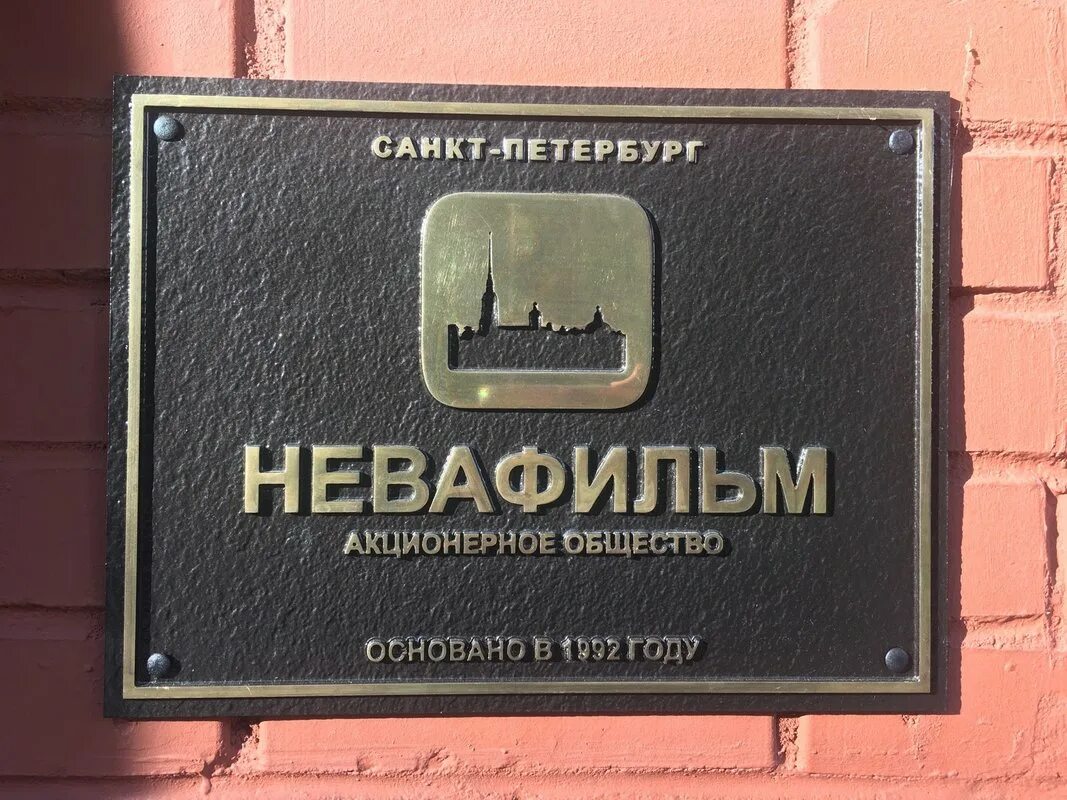 САНКТ-ПЕТЕРБУРГ
НЕВАФИЛЬМ
АКЦИОНЕРНОЕ ОБЩЕСТВО
ОСНОВАНО В 1992 ГОДУ